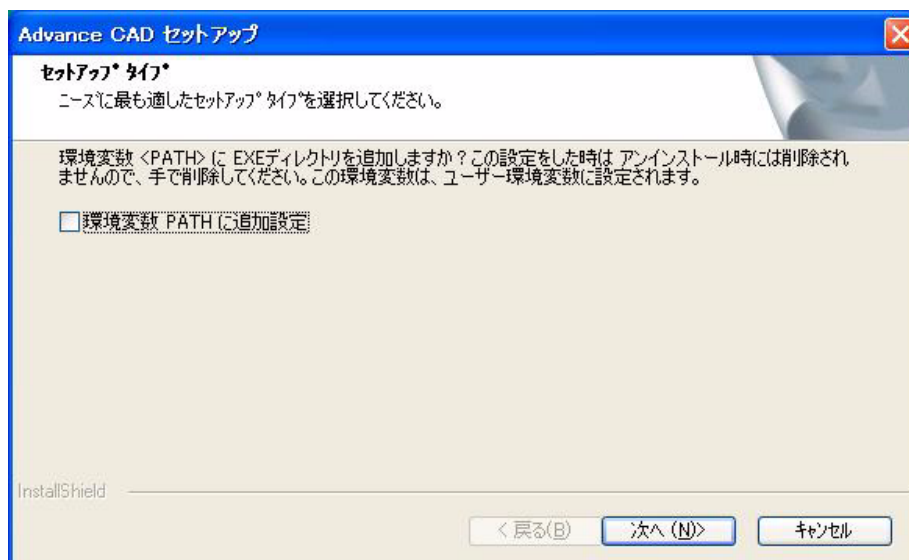 Advance CAD セットアップ
セットアップ タイプ
ニーズに最も適したセットアップ タイプを選択してください。
環境変数 <PATH> に EXEディレクトリを追加しますか？この設定をした時は アンインストール時には削除され
ませんので、手で削除してください。この環境変数は、ユーザー環境変数に設定されます。
環境変数 PATH に追加設定
InstallShield
< 戻る(B)
次へ (N)>
キャンセル